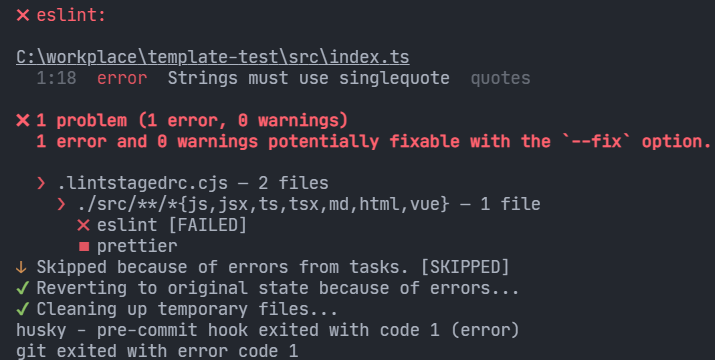 × eslint:
C:\workplace\template-test\src\index.ts
1:18 error Strings must use singlequote quotes
× 1 problem (1 error, 0 warnings)
1 error and 0 warnings potentially fixable with the `--fix` option.
❯ .lintstagedrc.cjs — 2 files
❯ ./src/**/*{js,jsx,ts,tsx,md,html,vue} — 1 file
× eslint [FAILED]
■ prettier
↓ Skipped because of errors from tasks. [SKIPPED]
✔ Reverting to original state because of errors...
✔ Cleaning up temporary files...
husky - pre-commit hook exited with code 1 (error)
git exited with error code 1